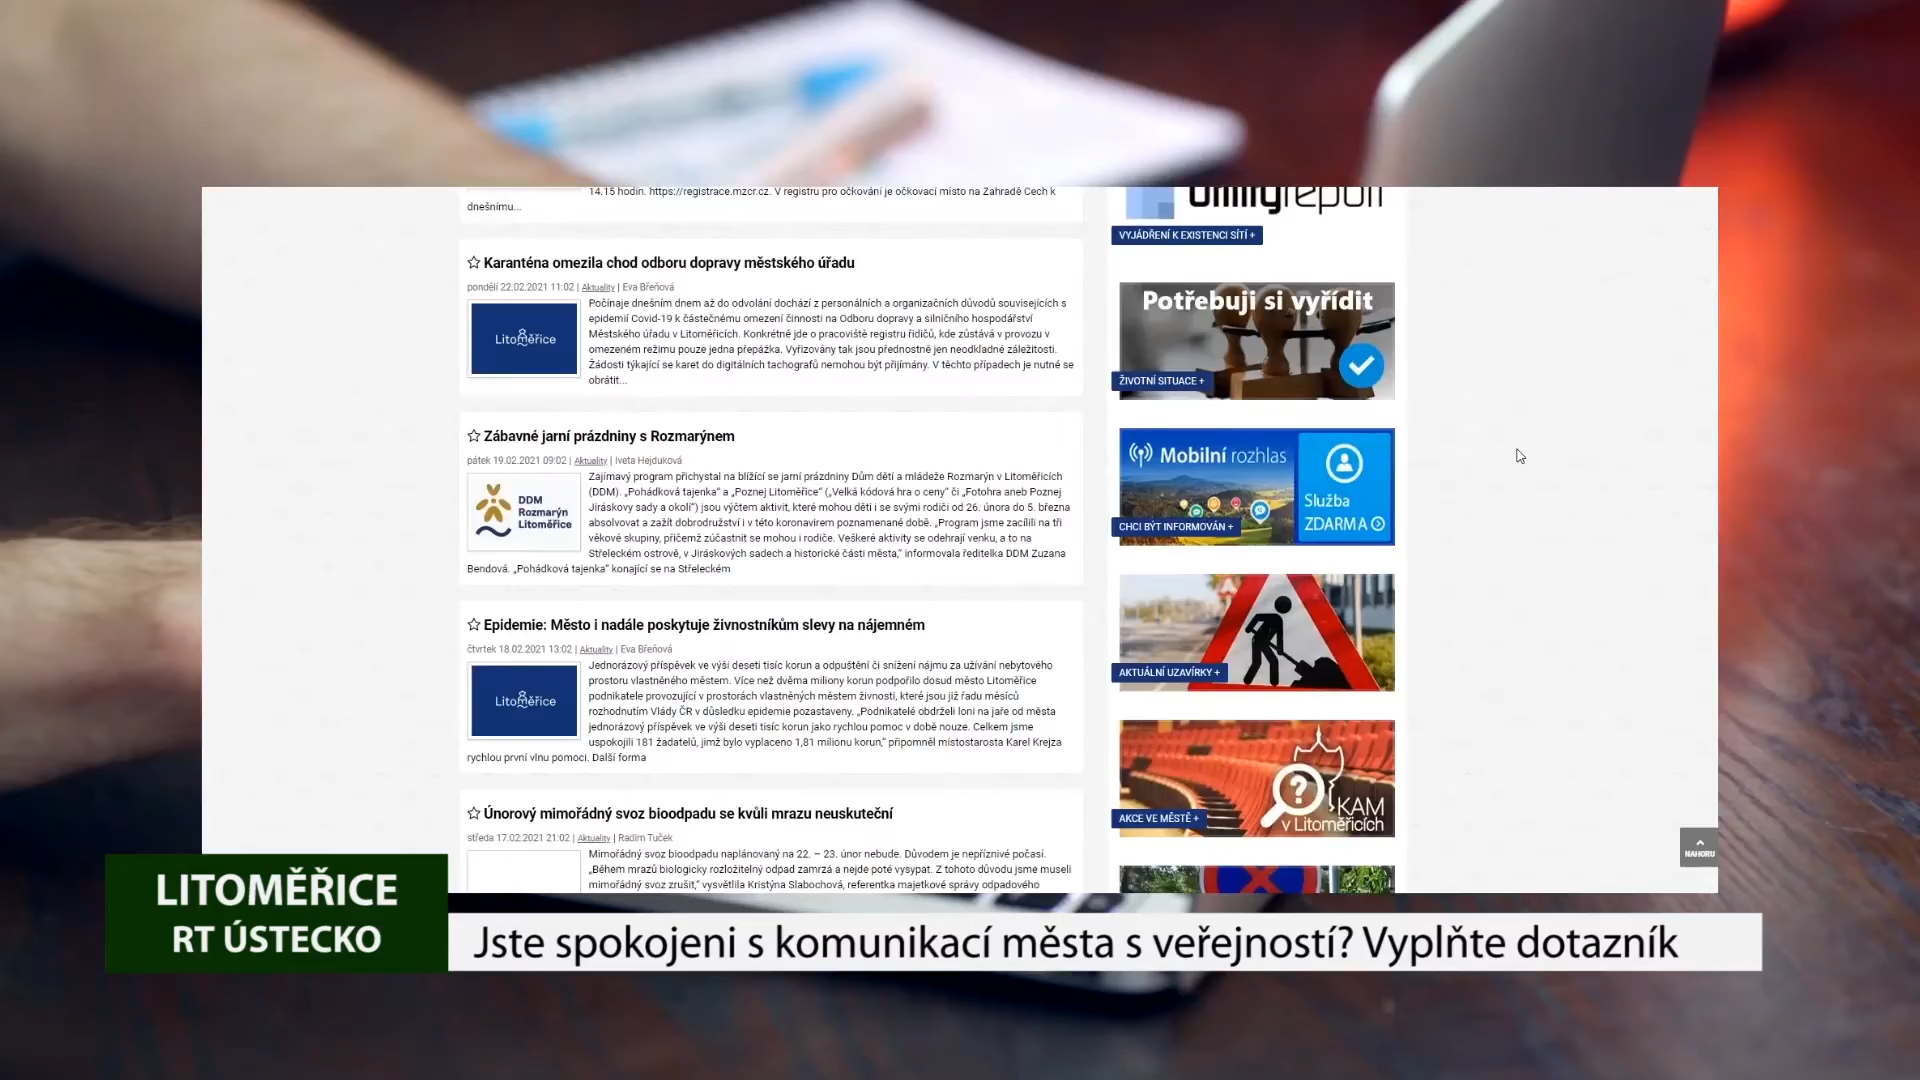 14.15 hodin. https://registrace.mzcr.cz. V registru pro očkování je očkovací místo na Zahradě Čech k
dnešnímu...
Karanténa omezila chod odboru dopravy městského úřadu
pondělí 22.02.2021 11:02 | Aktuality | Eva Břeňová
Litoměřice
Počínaje dnešním dnem až do odvolání dochází z personálních a organizačních důvodů souvisejících s
epidemií Covid-19 k částečnému omezení činnosti na Odboru dopravy a silničního hospodářství
Městského úřadu v Litoměřicích. Konkrétně jde o pracoviště registru řidičů, kde zůstává v provozu v
omezeném režimu pouze jedna přepážka. Vyřizovány tak jsou přednostně jen neodkladné záležitosti.
Žádosti týkající se karet do digitálních tachografů nemohou být přijímány. V těchto případech je nutné se
obrátit...
Zábavné jarní prázdniny s Rozmarýnem
pátek 19.02.2021 09:02 | Aktuality | Iveta Hejduková
DDM
Rozmarýn
Litoměřice
Zajímavý program přichystal na blížící se jarní prázdniny Dům dětí a mládeže Rozmarýn v Litoměřicích
(DDM). „Pohádková tajenka“ a „Poznej Litoměřice“ („Velká kódová hra o ceny“ či „Fotohra aneb Poznej
Jiráskovy sady a okolí“) jsou výčtem aktivit, které mohou děti i se svými rodiči od 26. února do 5. března
absolvovat a zažít dobrodružství i v této koronavirem poznamenané době. „Program jsme zacílili na tři
věkové skupiny, přičemž zúčastnit se mohou i rodiče. Veškeré aktivity se odehrají venku, a to na
Střeleckém ostrově, v Jiráskových sadech a historické části města,“ informovala ředitelka DDM Zuzana
Bendová. „Pohádková tajenka“ konající se na Střeleckém
Epidemie: Město i nadále poskytuje živnostníkům slevy na nájemném
čtvrtek 18.02.2021 13:02 | Aktuality | Eva Břeňová
Litoměřice
Jednorázový příspěvek ve výši deseti tisíc korun a odpuštění či snížení nájmu za užívání nebytového
prostoru vlastněného městem. Více než dvěma miliony korun podpořilo dosud město Litoměřice
podnikatele provozující v prostorách vlastněných městem živnosti, které jsou již řadu měsíců
rozhodnutím Vlády ČR v důsledku epidemie pozastaveny. „Podnikatelé obdrželi loni na jaře od města
jednorázový příspěvek ve výši deseti tisíc korun jako rychlou pomoc v době nouze. Celkem jsme
uspokojili 181 žadatelů, jimž bylo vyplaceno 1,81 milionu korun,“ připomněl místostarosta Karel Krejza
rychlou první vlnu pomoci. Další forma
Únorový mimořádný svoz bioodpadu se kvůli mrazu neuskuteční
středa 17.02.2021 21:02 | Aktuality | Radim Tuček
Mimořádný svoz bioodpadu naplánovaný na 22. – 23. únor nebude. Důvodem je nepříznivé počasí.
„Během mrazů biologicky rozložitelný odpad zamrzá a nejde poté vysypat. Z tohoto důvodu jsme museli
mimořádný svoz zrušit,“ vysvětlila Kristýna Slabochová, referentka majetkové správy odpadového
utilityreport
VYJÁDŘENÍ K EXISTENCI SÍTÍ +
Potřebuji si vyřídit
ŽIVOTNÍ SITUACE +
Mobilní rozhlas
Služba
ZDARMA
CHCI BÝT INFORMOVÁN +
AKTUÁLNÍ UZAVÍRKY +
KAM
v Litoměřicích
AKCE VE MĚSTĚ +
NAHORU
LITOMĚŘICE
RT ÚSTECKO
Jste spokojeni s komunikací města s veřejností? Vyplňte dotazník